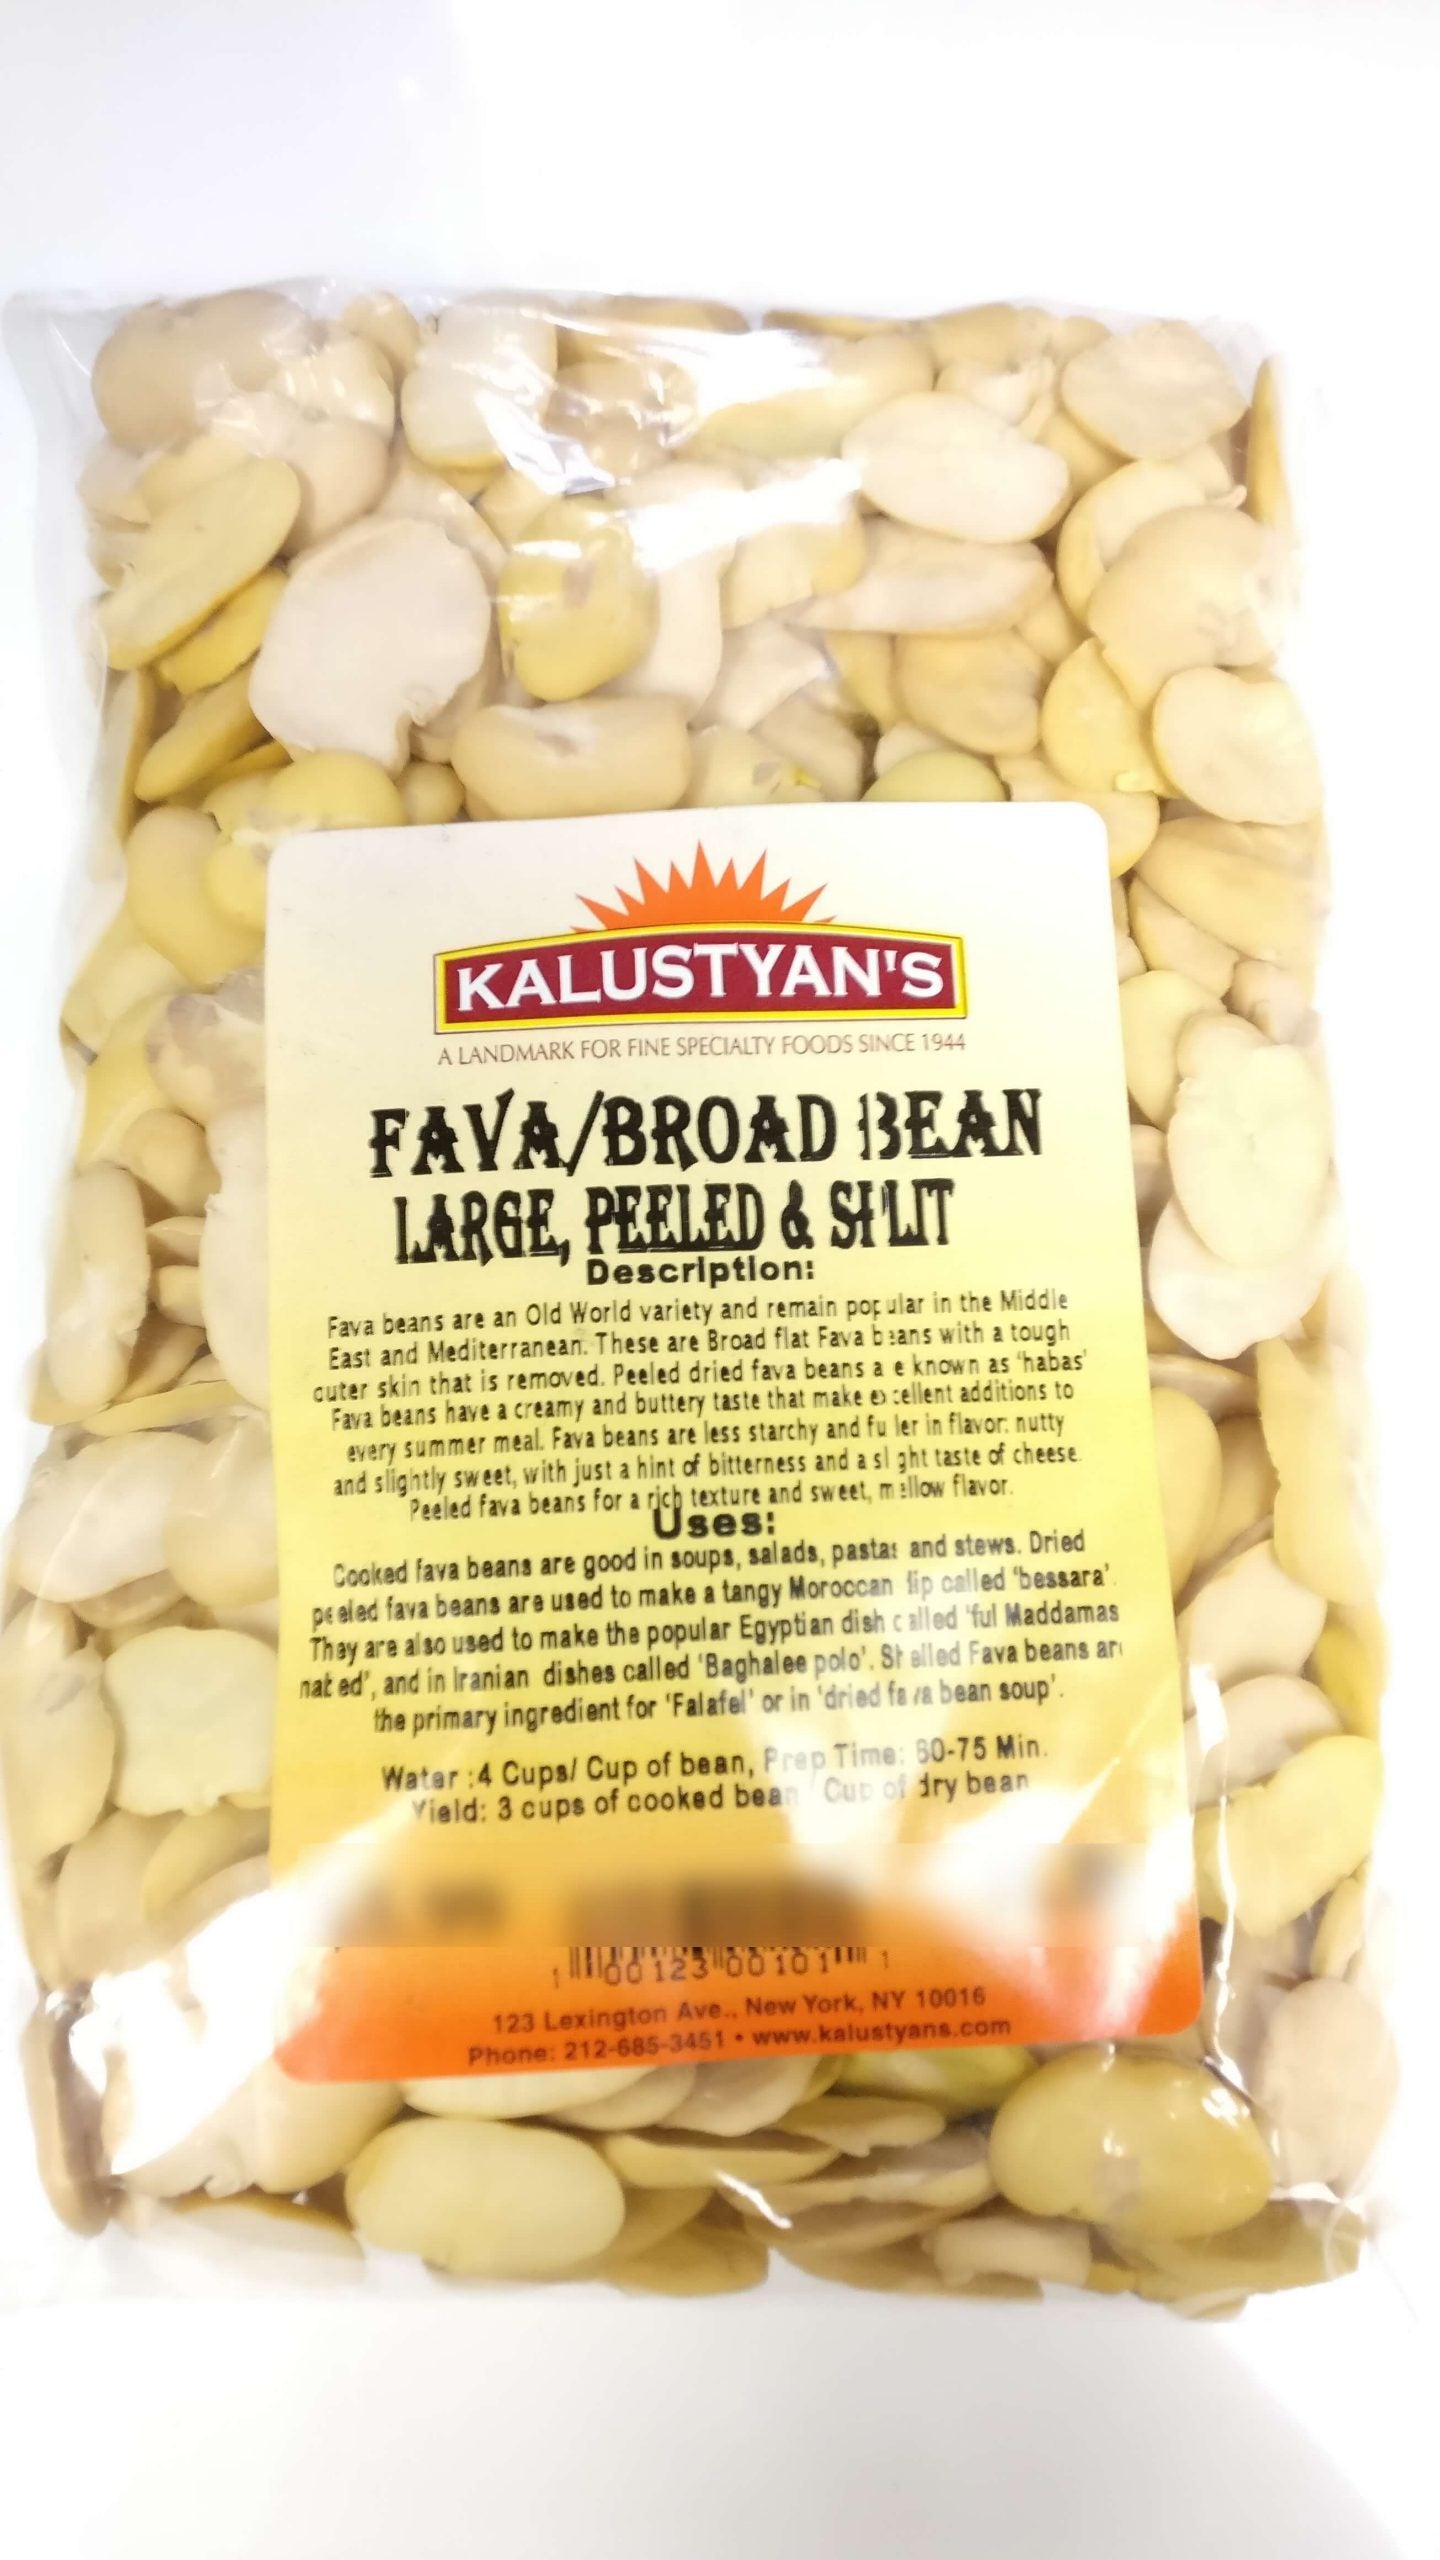 KALUSTYAN'S
A LANDMARK FOR FINE SPECIALTY FOODS SINCE 1944
FAVA/BROAD BEAN
LARGE, PEELED & SPLIT
Description:
Fava beans are an Old World variety and remain popular in the Middle
East and Mediterranean. These are Broad flat Fava beans with a tough
outer skin that is removed. Peeled dried fava beans are known as 'habas'
Fava beans have a creamy and buttery taste that make excellent additions to
every summer meal. Fava beans are less starchy and fuller in flavor: nutty
and slightly sweet, with just a hint of bitterness and a slight taste of cheese.
Peeled fava beans for a rich texture and sweet, mellow flavor.
Uses:
Cooked fava beans are good in soups, salads, pastas and stews. Dried
peeled fava beans are used to make a tangy Moroccan dip called 'bessara'.
They are also used to make the popular Egyptian dish called 'ful Maddamas
and in Iranian dishes called 'Baghalee polo'. Shelled Fava beans are
the primary ingredient for 'Falafel' or in 'dried fava bean soup'.
Water :4 Cups/ Cup of bean, Prep Time: 60-75 Min.
Yield: 3 cups of cooked bean Cup of dry bean
1 00123 00101 1
123 Lexington Ave., New York, NY 10016
Phone: 212-685-3451 • www.kalustyans.com